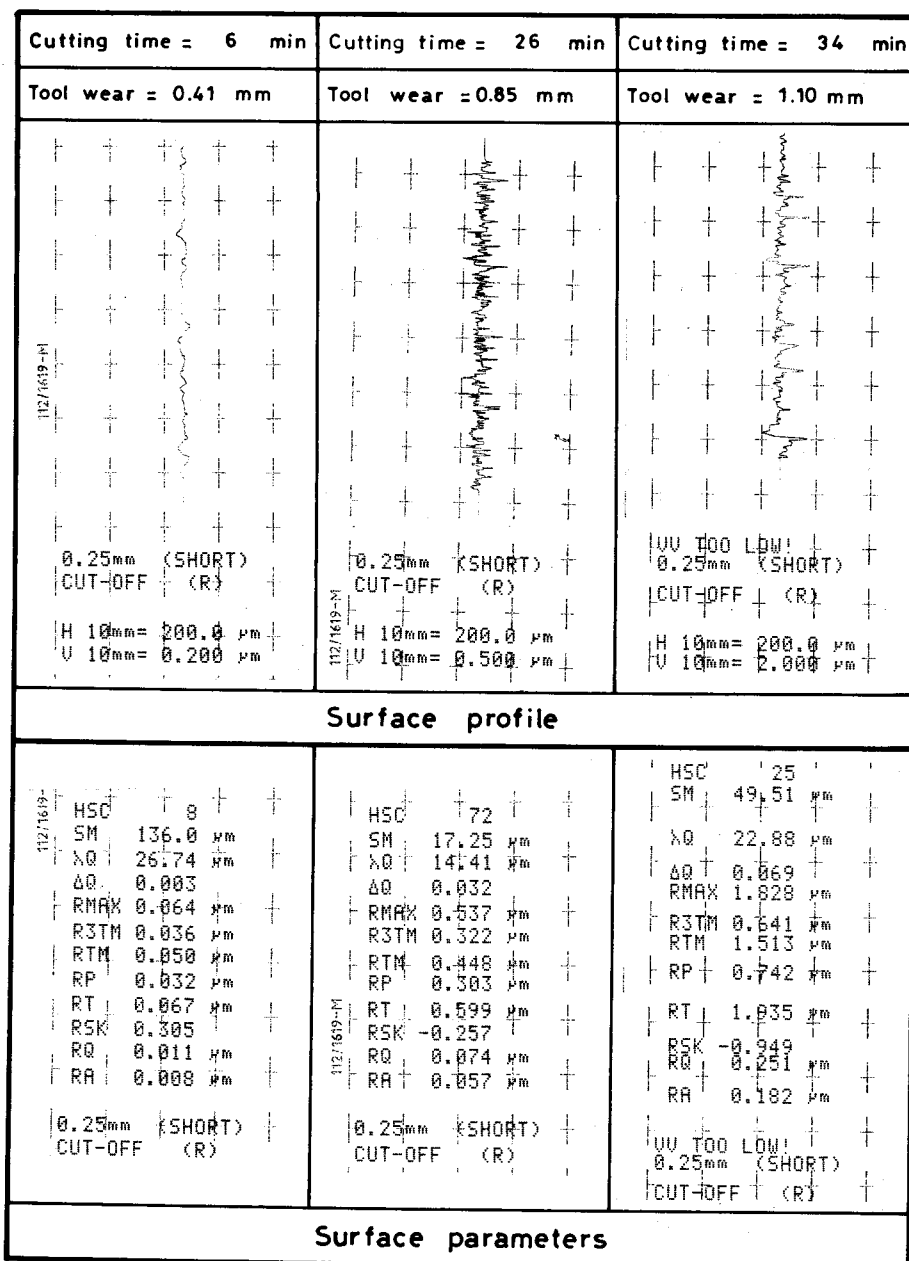 Cutting time = 6 min
Tool wear = 0.41 mm
112/1619-M
0.25mm (SHORT)
CUT-OFF (R)
H 10mm= 200.0 µm
V 10mm= 0.200 µm
Cutting time = 26 min
Tool wear = 0.85 mm
0.25mm (SHORT)
CUT-OFF (R)
112/1619-M
H 10mm= 200.0 µm
V 10mm= 0.500 µm
Cutting time = 34 min
Tool wear = 1.10 mm
VV TOO LOW!
0.25mm (SHORT)
CUT-OFF (R)
H 10mm= 200.0 µm
V 10mm= 2.000 µm
Surface profile
112/1619-
HSC 8
SM 136.0 µm
λQ 26.74 µm
ΔQ 0.003
RMAX 0.064 µm
R3TM 0.036 µm
RTM 0.050 µm
RP 0.032 µm
RT 0.067 µm
RSK 0.305
RQ 0.011 µm
RA 0.008 µm
0.25mm (SHORT)
CUT-OFF (R)
HSC 72
SM 17.25 µm
λQ 14.41 µm
ΔQ 0.032
RMAX 0.537 µm
R3TM 0.322 µm
RTM 0.448 µm
RP 0.303 µm
112/1619-M
RT 0.599 µm
RSK -0.257
RQ 0.074 µm
RA 0.057 µm
0.25mm (SHORT)
CUT-OFF (R)
HSC 25
SM 49.51 µm
λQ 22.88 µm
ΔQ 0.069
RMAX 1.828 µm
R3TM 0.641 µm
RTM 1.513 µm
RP 0.742 µm
RT 1.935 µm
RSK -0.949
RQ 0.251 µm
RA 0.182 µm
VV TOO LOW!
0.25mm (SHORT)
CUT-OFF (R)
Surface parameters